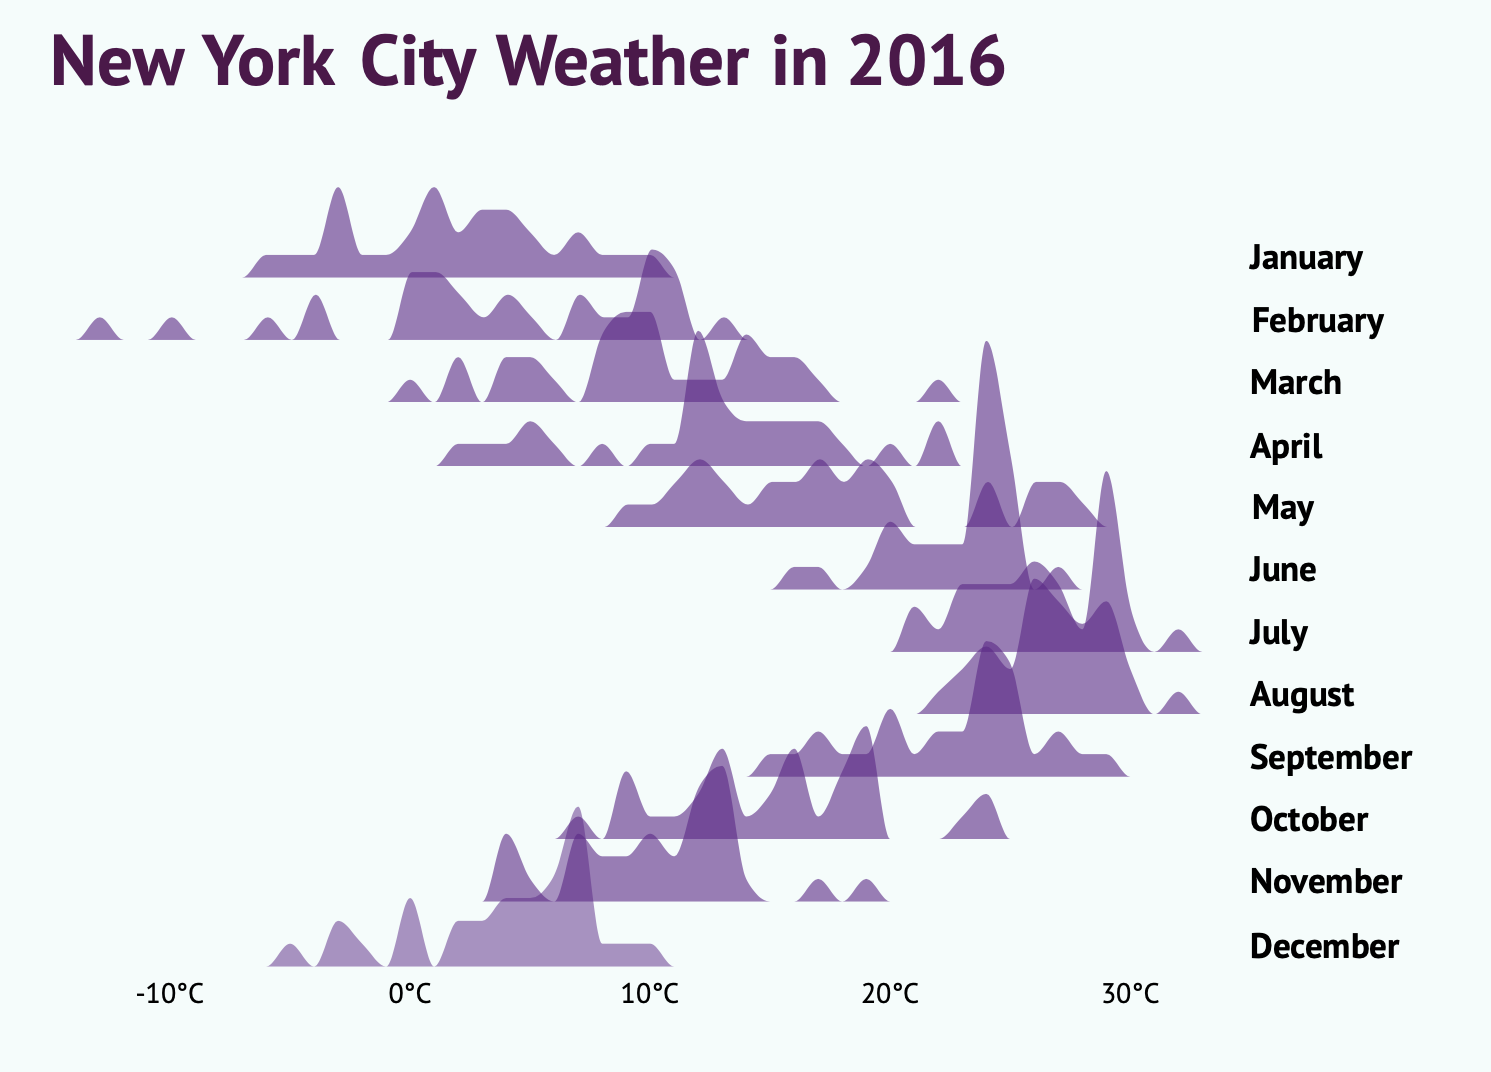 New York City Weather in 2016
January
February
March
April
May
June
July
August
September
October
November
December
-10°C 0°C 10°C 20°C 30°C